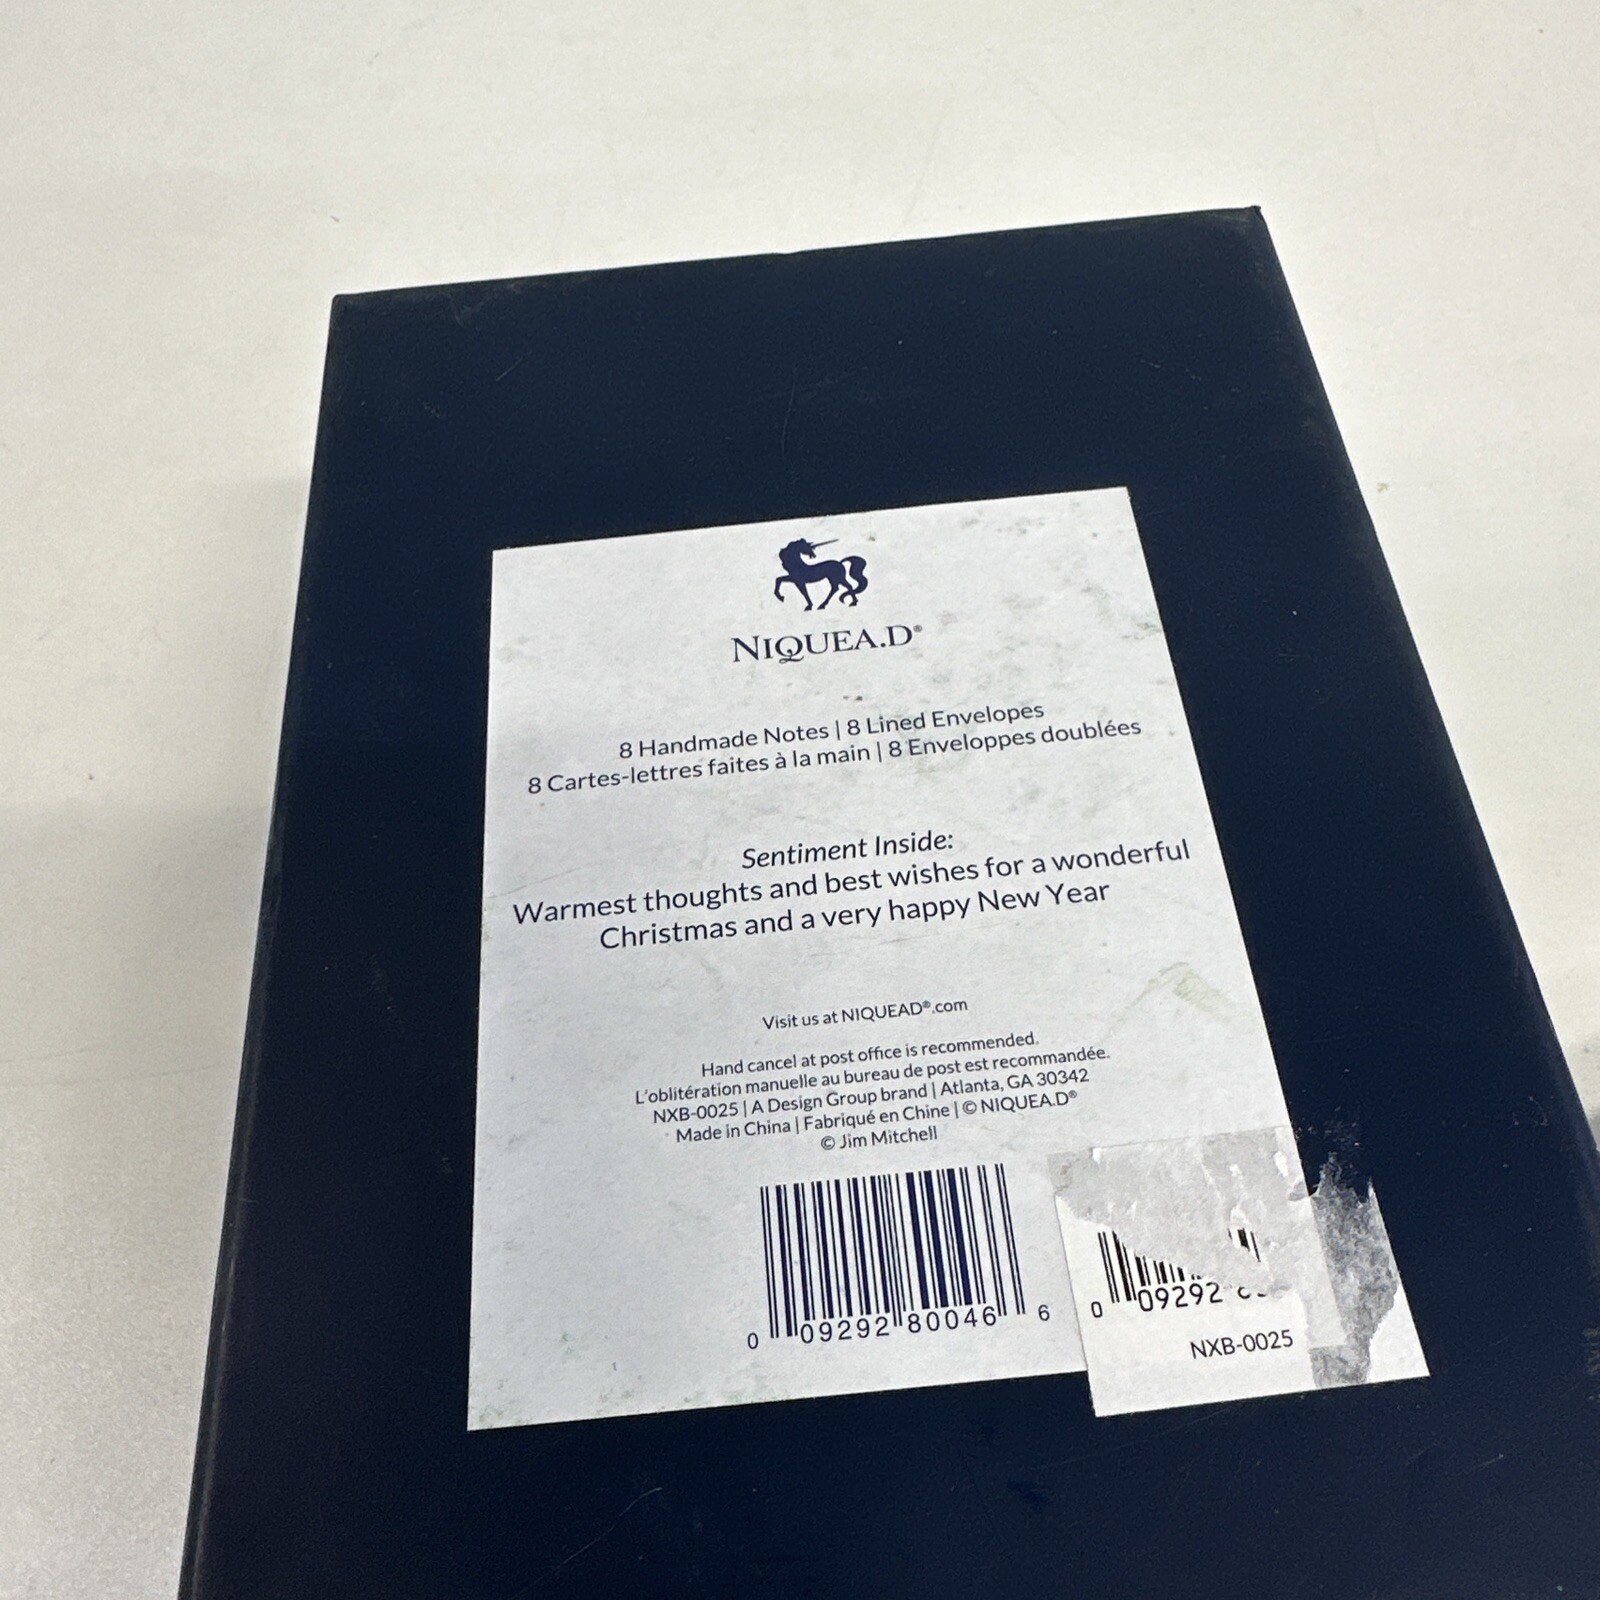 NIQUEA.D®
8 Handmade Notes | 8 Lined Envelopes
8 Cartes-lettres faites à la main | 8 Enveloppes doublées
Sentiment Inside:
Warmest thoughts and best wishes for a wonderful
Christmas and a very happy New Year
Visit us at NIQUEAD®.com
Hand cancel at post office is recommended.
L'oblitération manuelle au bureau de post est recommandée.
NXB-0025 | A Design Group brand | Atlanta, GA 30342
Made in China | Fabriqué en Chine | © NIQUEA.D®
© Jim Mitchell
0 09292 80046 6
0 09292
NXB-0025